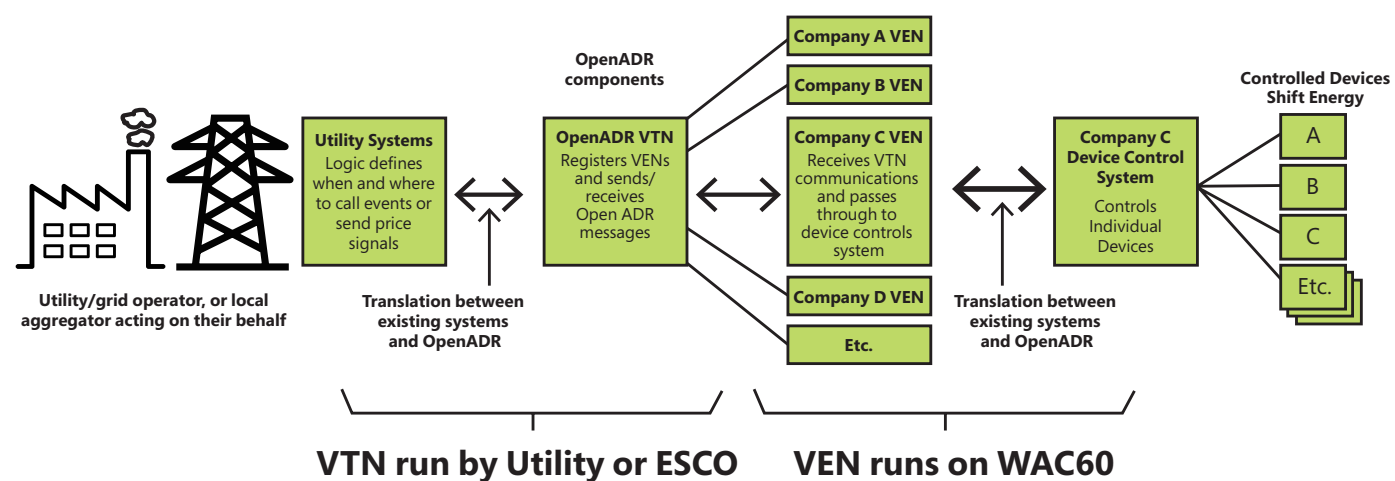 Utility/grid operator, or local
aggregator acting on their behalf
Utility Systems
Logic defines
when and where
to call events or
send price
signals
Translation between
existing systems
and OpenADR
OpenADR
components
OpenADR VTN
Registers VENs
and sends/
receives
Open ADR
messages
Company A VEN
Company B VEN
Company C VEN
Receives VTN
communications
and passes
through to
device controls
system
Company D VEN
Etc.
Translation between
existing systems
and OpenADR
Company C
Device Control
System
Controls
Individual
Devices
Controlled Devices
Shift Energy
A
B
C
Etc.
VTN run by Utility or ESCO
VEN runs on WAC60